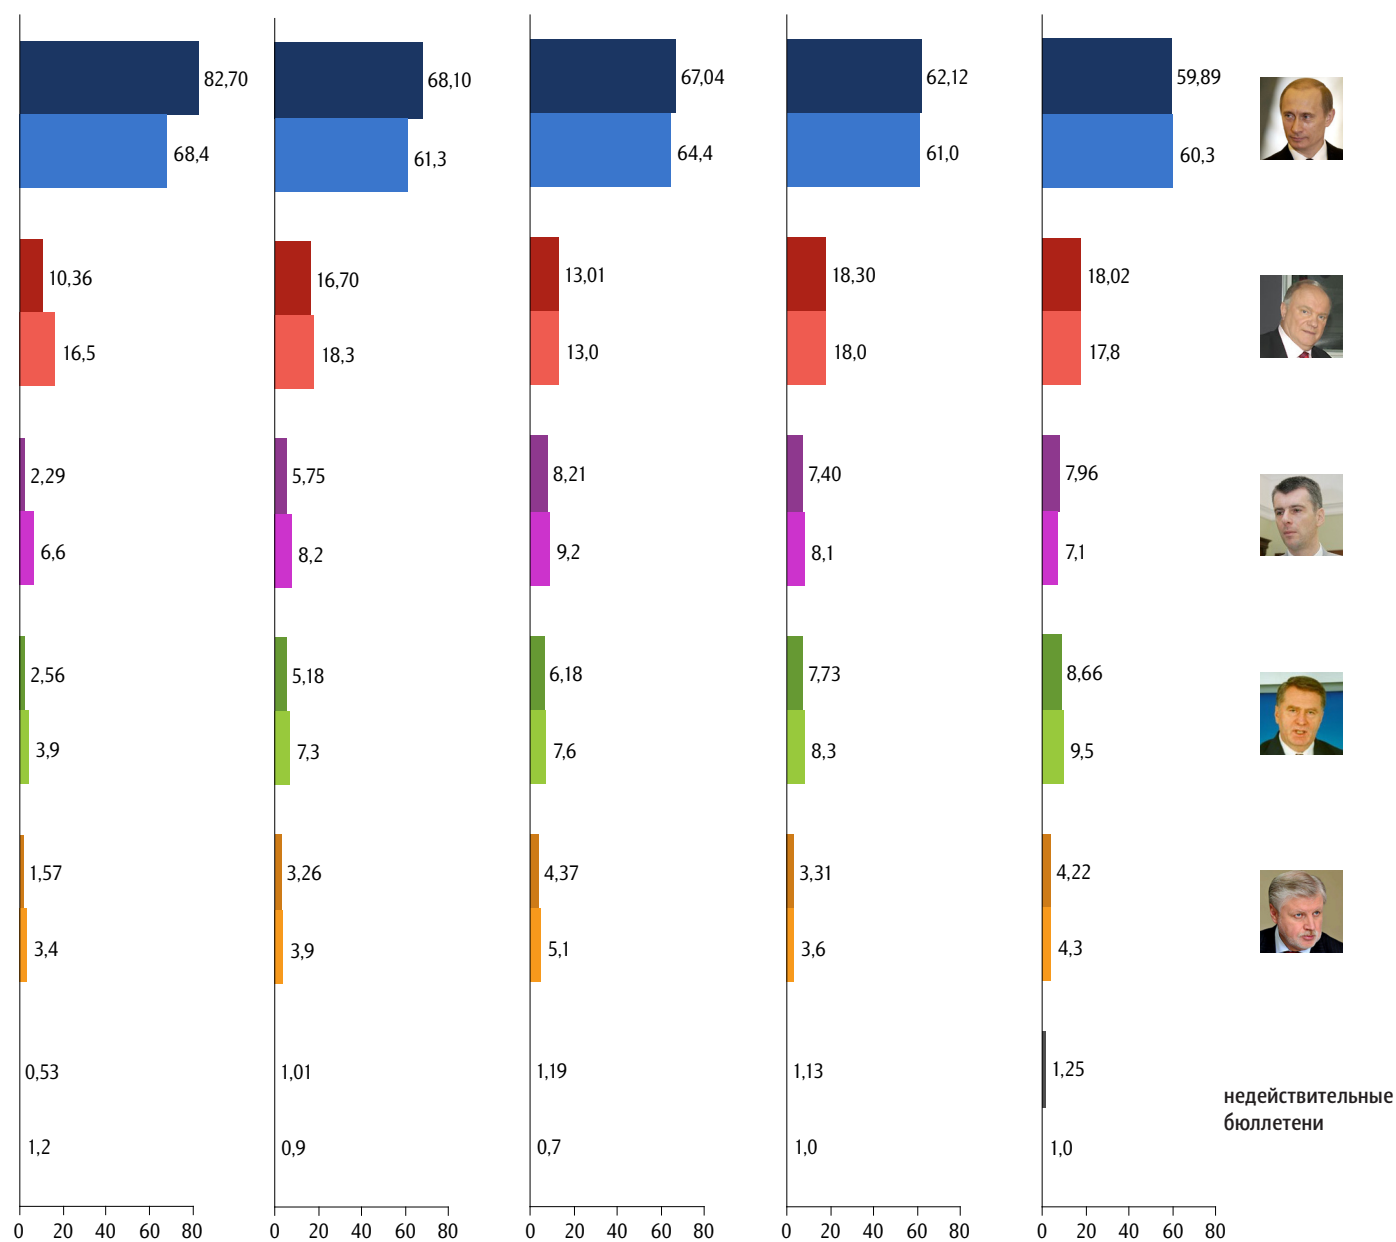 82,70 68,10 67,04 62,12 59,89
68,4 61,3 64,4 61,0 60,3
10,36 16,70 13,01 18,30 18,02
16,5 18,3 13,0 18,0 17,8
2,29 5,75 8,21 7,40 7,96
6,6 8,2 9,2 8,1 7,1
2,56 5,18 6,18 7,73 8,66
3,9 7,3 7,6 8,3 9,5
1,57 3,26 4,37 3,31 4,22
3,4 3,9 5,1 3,6 4,3
0,53 1,01 1,19 1,13 1,25
недействительные
бюллетени
1,2 0,9 0,7 1,0 1,0
0 20 40 60 80 0 20 40 60 80 0 20 40 60 80 0 20 40 60 80 0 20 40 60 80